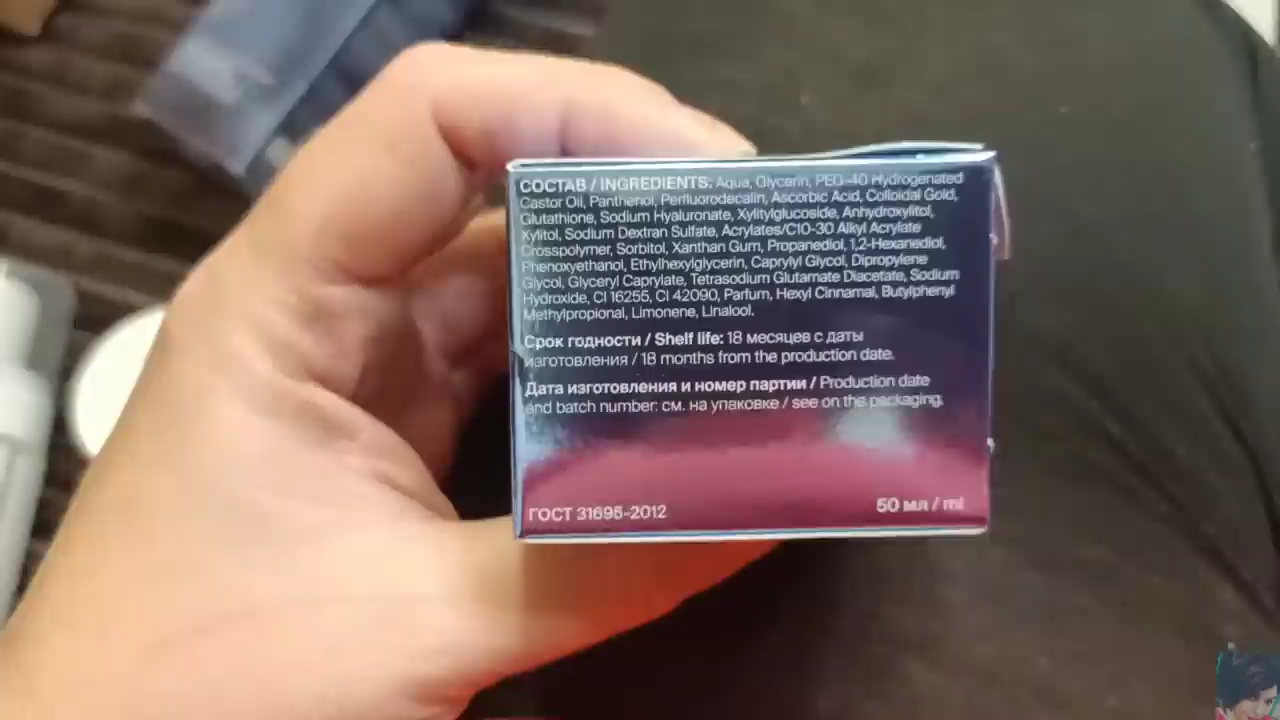 СОСТАВ / INGREDIENTS: Aqua, Glycerin, PEG-40 Hydrogenated
Castor Oil, Panthenol, Perfluorodecalin, Ascorbic Acid, Colloidal Gold,
Glutathione, Sodium Hyaluronate, Xylitylglucoside, Anhydroxylitol,
Xylitol, Sodium Dextran Sulfate, Acrylates/C10-30 Alkyl Acrylate
Crosspolymer, Sorbitol, Xanthan Gum, Propanediol, 1,2-Hexanediol,
Phenoxyethanol, Ethylhexylglycerin, Caprylyl Glycol, Dipropylene
Glycol, Glyceryl Caprylate, Tetrasodium Glutamate Diacetate, Sodium
Hydroxide, CI 16255, CI 42090, Parfum, Hexyl Cinnamal, Butylphenyl
Methylpropional, Limonene, Linalool.
Срок годности / Shelf life: 18 месяцев с даты
изготовления / 18 months from the production date.
Дата изготовления и номер партии / Production date
and batch number: см. на упаковке / see on the packaging.
ГОСТ 31695-2012
50 мл / ml